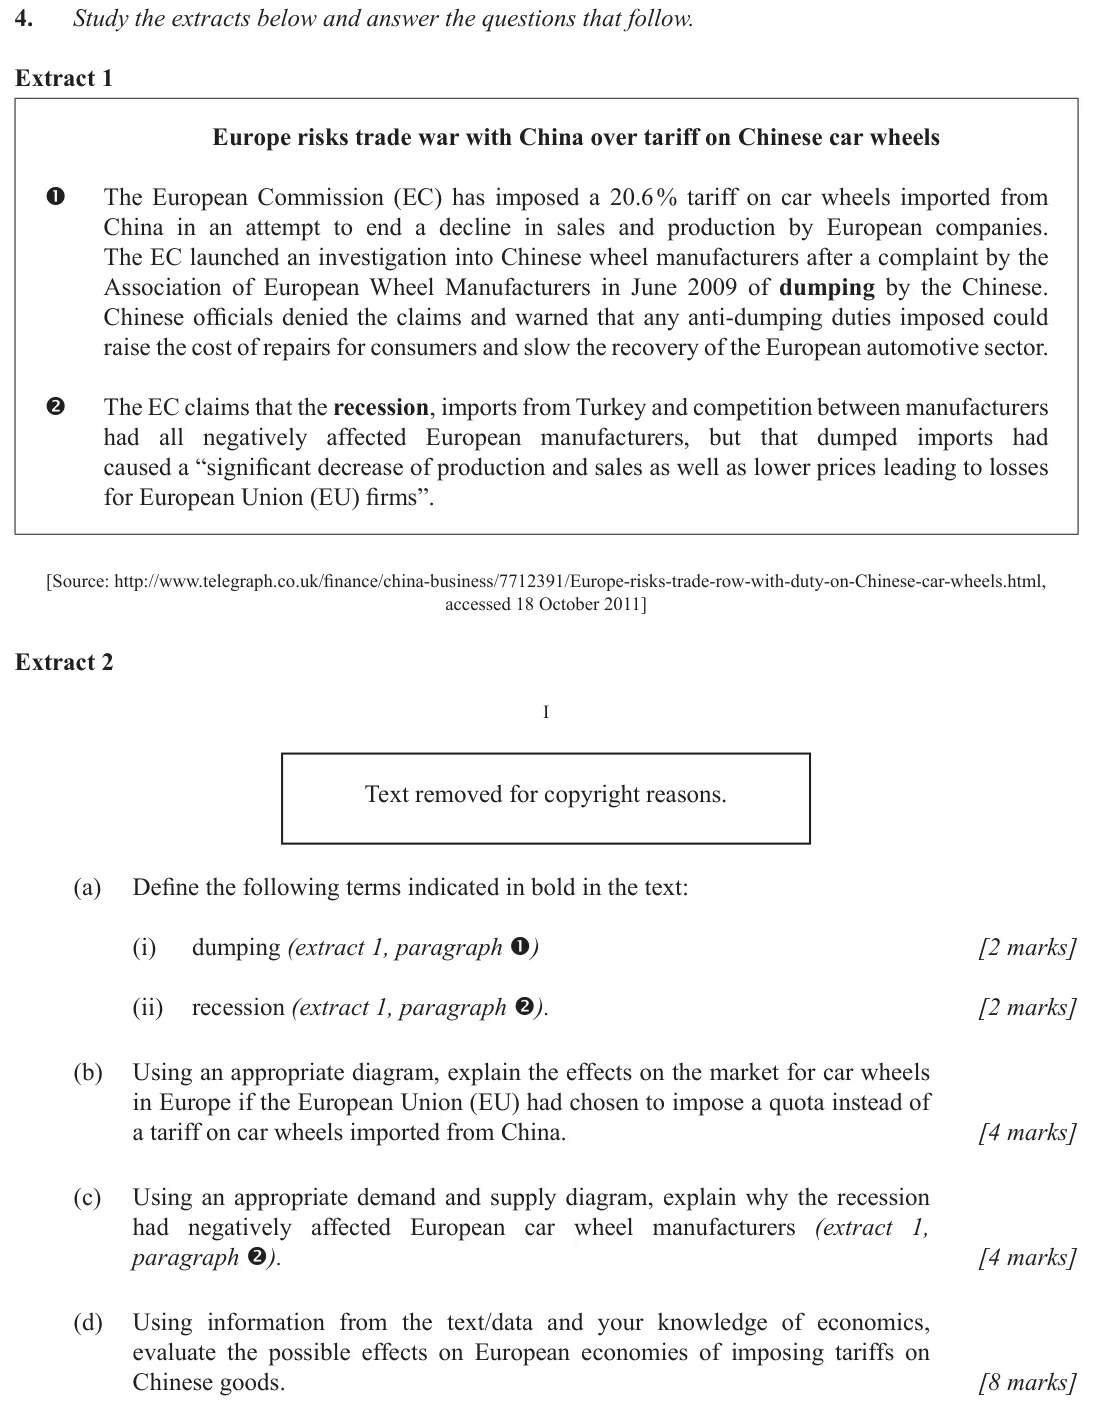 4. Study the extracts below and answer the questions that follow.
Extract 1
Europe risks trade war with China over tariff on Chinese car wheels
❶ The European Commission (EC) has imposed a 20.6% tariff on car wheels imported from
China in an attempt to end a decline in sales and production by European companies.
The EC launched an investigation into Chinese wheel manufacturers after a complaint by the
Association of European Wheel Manufacturers in June 2009 of dumping by the Chinese.
Chinese officials denied the claims and warned that any anti-dumping duties imposed could
raise the cost of repairs for consumers and slow the recovery of the European automotive sector.
❷ The EC claims that the recession, imports from Turkey and competition between manufacturers
had all negatively affected European manufacturers, but that dumped imports had
caused a “significant decrease of production and sales as well as lower prices leading to losses
for European Union (EU) firms”.
[Source: http://www.telegraph.co.uk/finance/china-business/7712391/Europe-risks-trade-row-with-duty-on-Chinese-car-wheels.html,
accessed 18 October 2011]
Extract 2
I
Text removed for copyright reasons.
(a) Define the following terms indicated in bold in the text:
(i) dumping (extract 1, paragraph ❶) [2 marks]
(ii) recession (extract 1, paragraph ❷). [2 marks]
(b) Using an appropriate diagram, explain the effects on the market for car wheels
in Europe if the European Union (EU) had chosen to impose a quota instead of
a tariff on car wheels imported from China. [4 marks]
(c) Using an appropriate demand and supply diagram, explain why the recession
had negatively affected European car wheel manufacturers (extract 1,
paragraph ❷). [4 marks]
(d) Using information from the text/data and your knowledge of economics,
evaluate the possible effects on European economies of imposing tariffs on
Chinese goods. [8 marks]